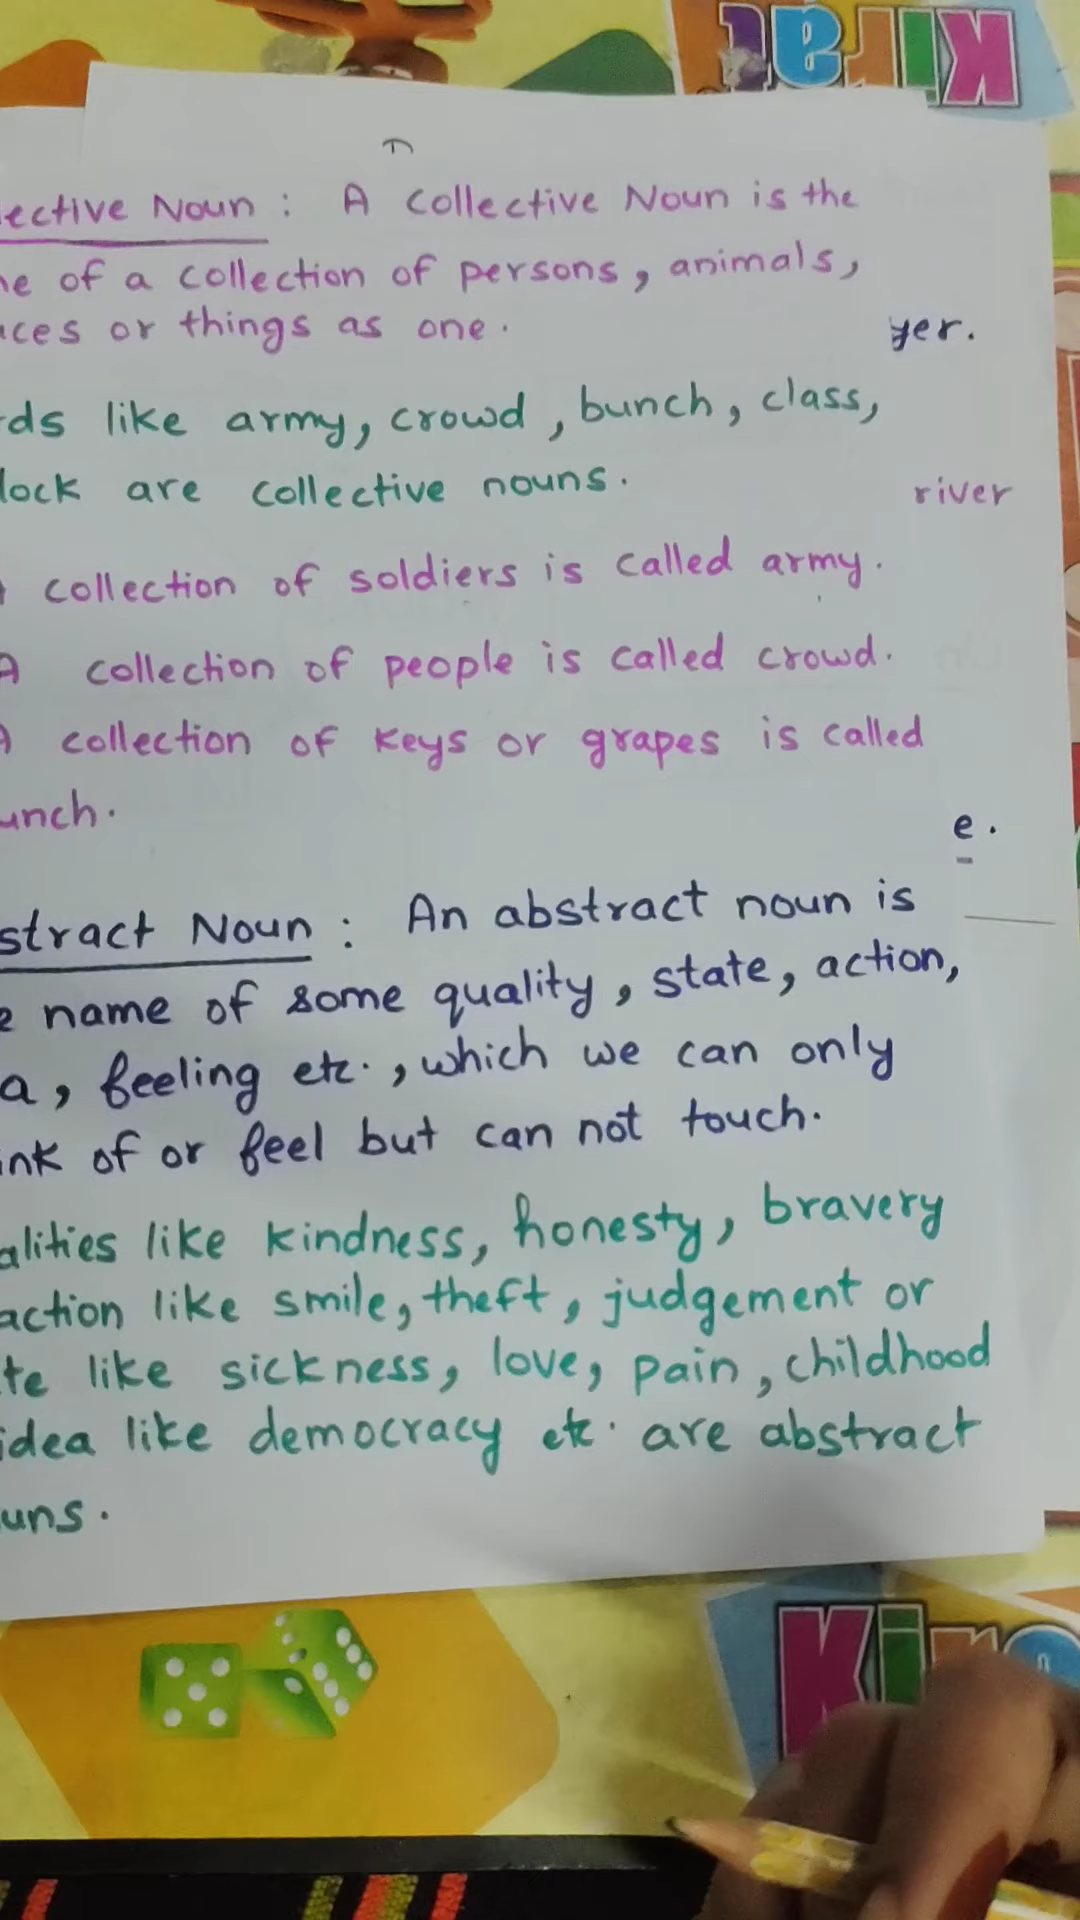 ective Noun : A collective Noun is the
e of a collection of persons, animals,
ces or things as one.
yer.
ds like army, crowd, bunch, class,
lock are collective nouns.
river
collection of soldiers is called army.
A collection of people is called crowd.
A collection of keys or grapes is called
unch.
e.
stract Noun : An abstract noun is
e name of some quality, state, action,
a, feeling etc., which we can only
ink of or feel but can not touch.
alities like kindness, honesty, bravery
action like smile, theft, judgement or
te like sickness, love, pain, childhood
idea like democracy etc. are abstract
uns.